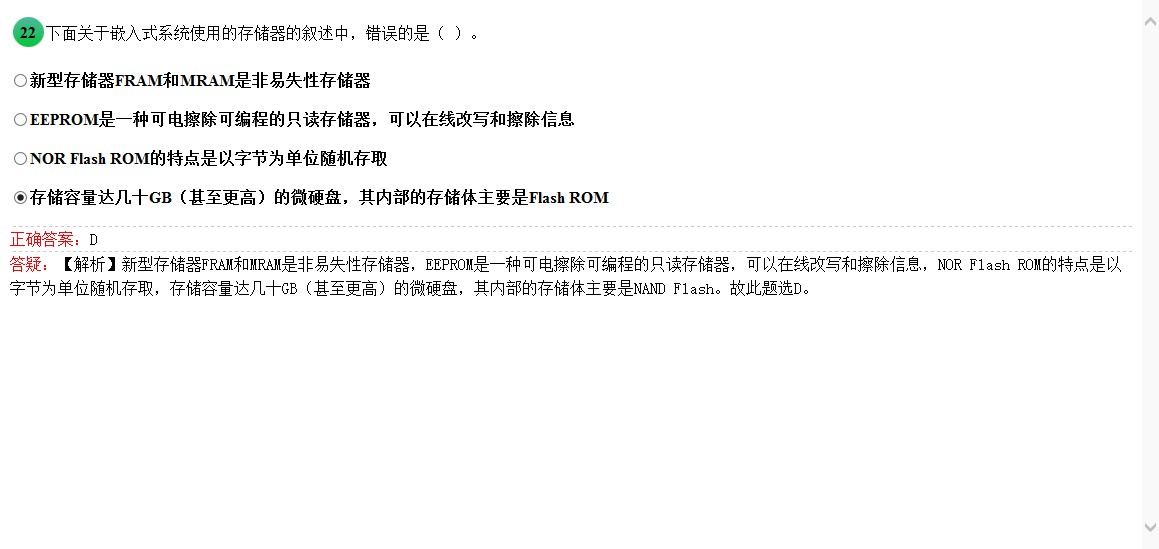 22 下面关于嵌入式系统使用的存储器的叙述中，错误的是（ ）。
新型存储器FRAM和MRAM是非易失性存储器
EEPROM是一种可电擦除可编程的只读存储器，可以在线改写和擦除信息
NOR Flash ROM的特点是以字节为单位随机存取
存储容量达几十GB（甚至更高）的微硬盘，其内部的存储体主要是Flash ROM
正确答案：D
答疑：【解析】新型存储器FRAM和MRAM是非易失性存储器，EEPROM是一种可电擦除可编程的只读存储器，可以在线改写和擦除信息，NOR Flash ROM的特点是以
字节为单位随机存取，存储容量达几十GB（甚至更高）的微硬盘，其内部的存储体主要是NAND Flash。故此题选D。